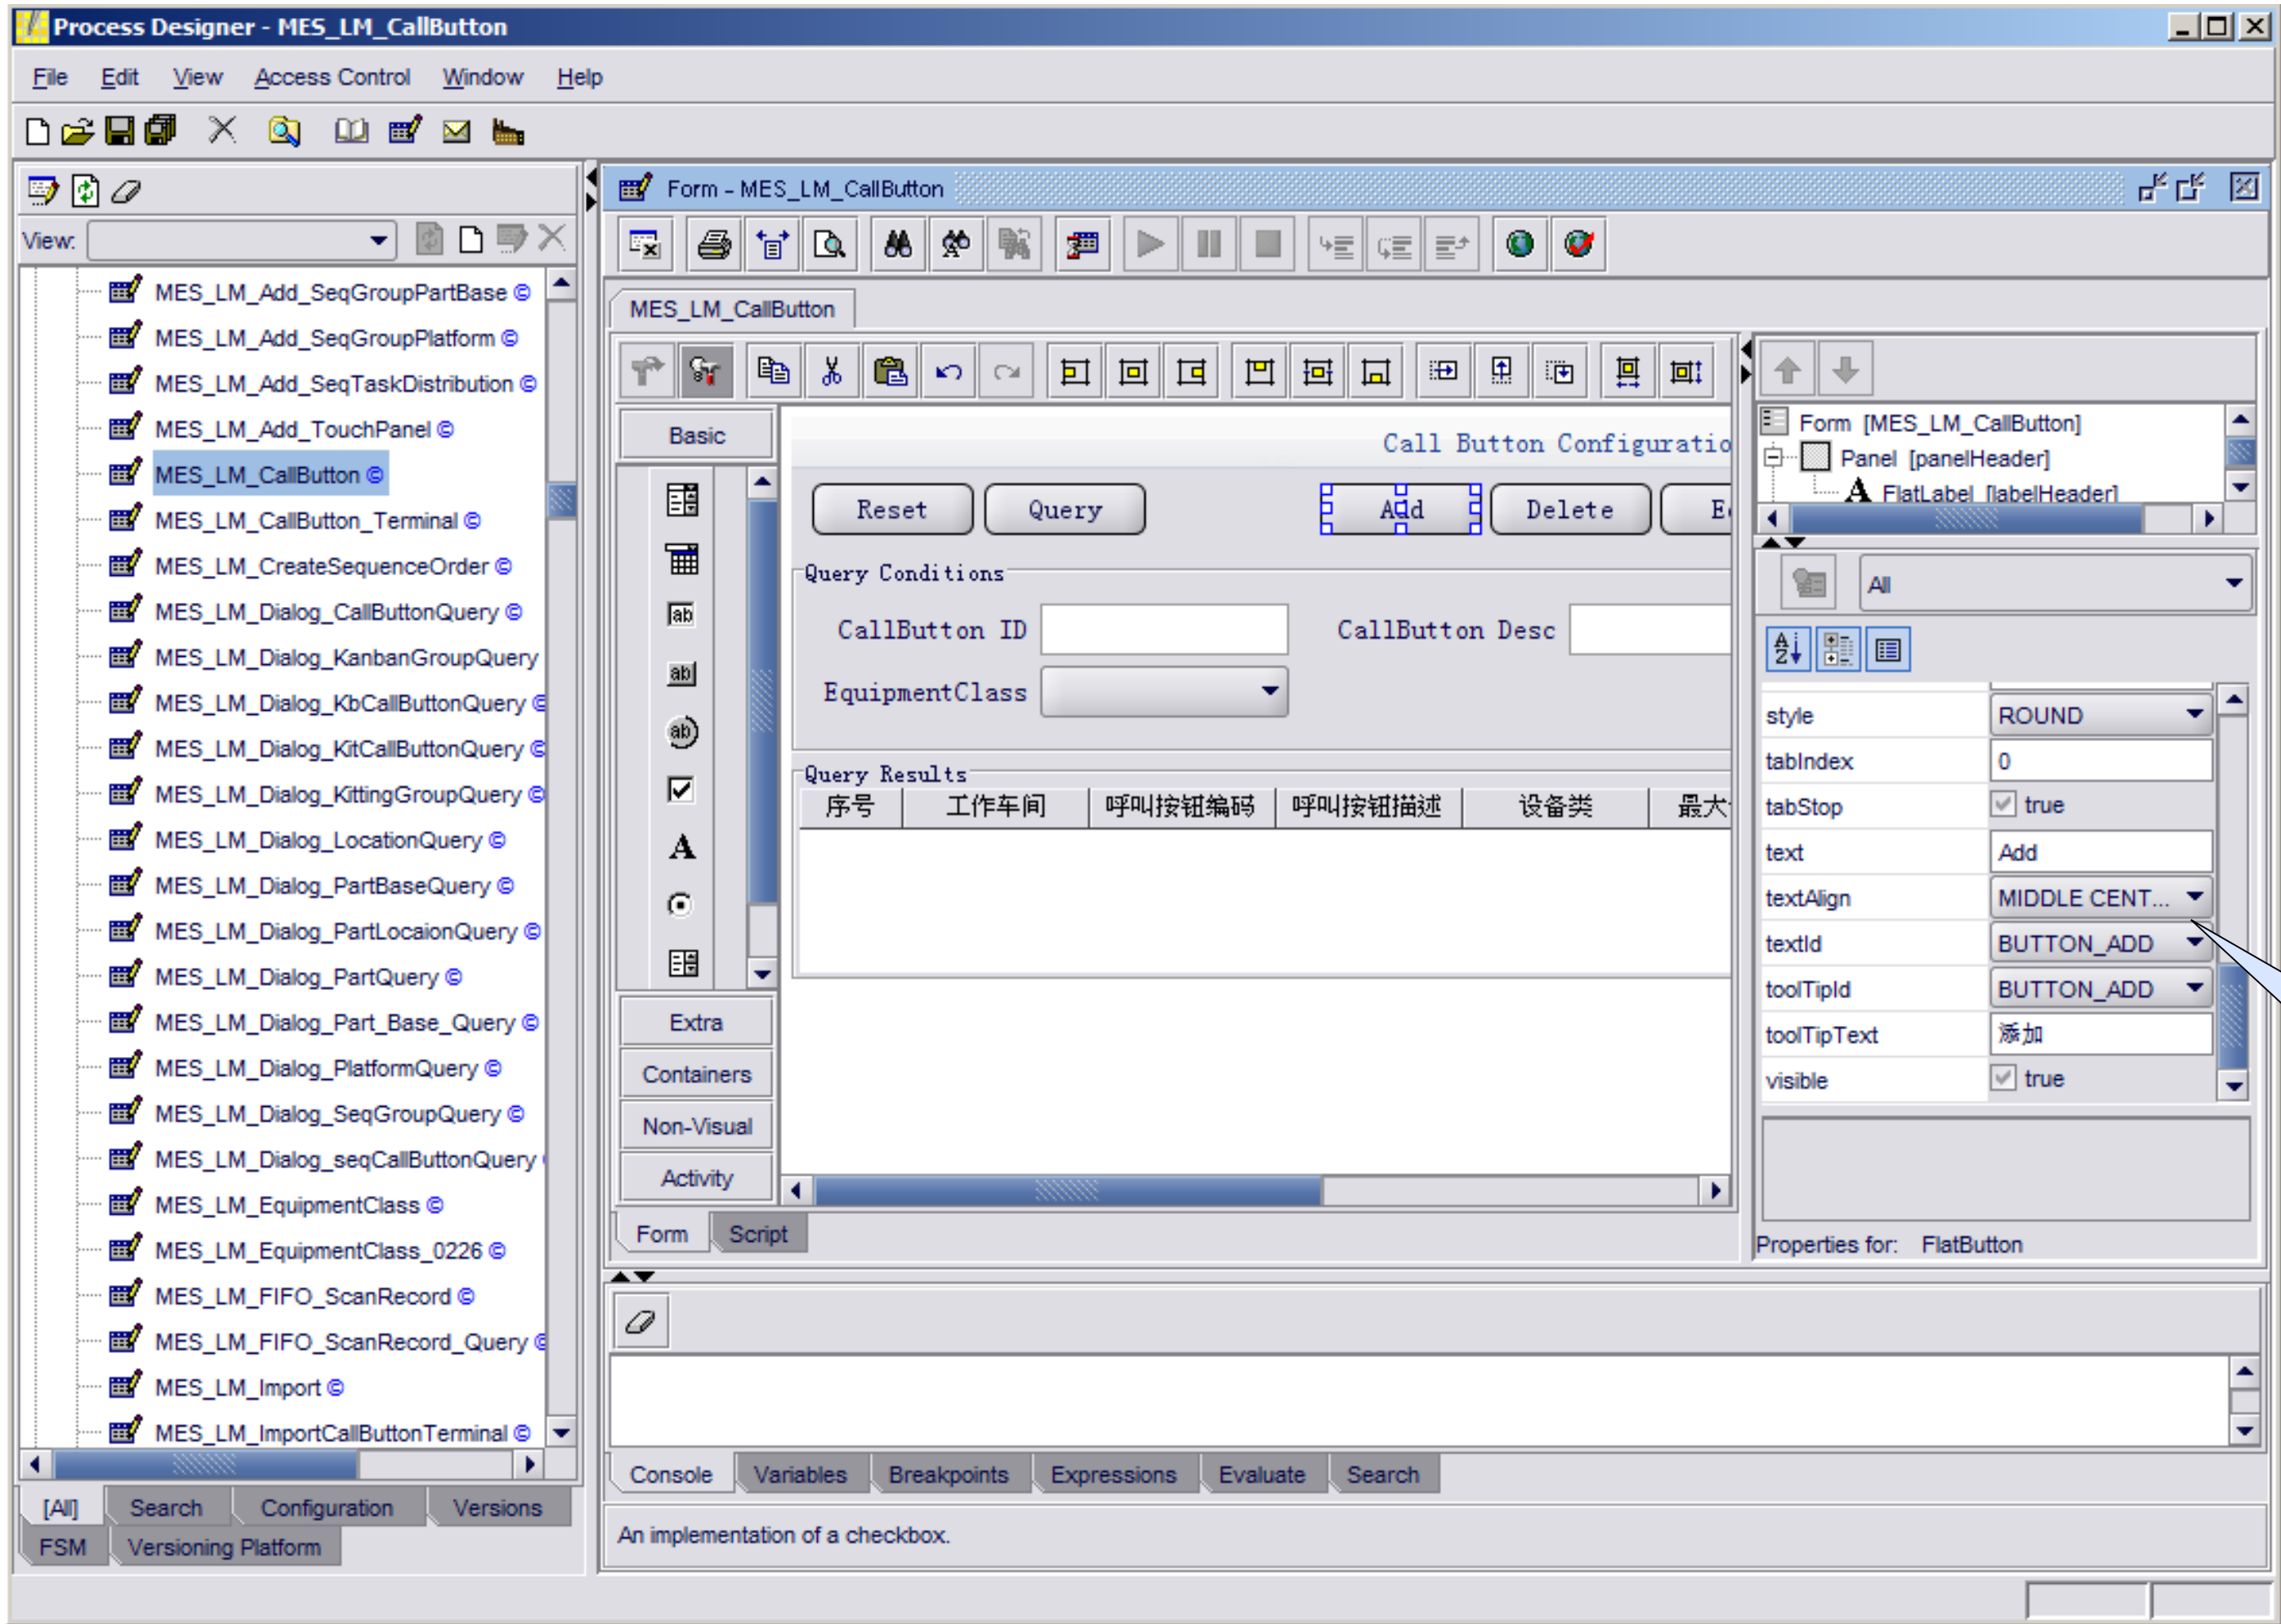 Process Designer - MES_LM_CallButton
File Edit View Access Control Window Help
View:
MES_LM_Add_SeqGroupPartBase ©
MES_LM_Add_SeqGroupPlatform ©
MES_LM_Add_SeqTaskDistribution ©
MES_LM_Add_TouchPanel ©
MES_LM_CallButton ©
MES_LM_CallButton_Terminal ©
MES_LM_CreateSequenceOrder ©
MES_LM_Dialog_CallButtonQuery ©
MES_LM_Dialog_KanbanGroupQuery
MES_LM_Dialog_KbCallButtonQuery ©
MES_LM_Dialog_KitCallButtonQuery ©
MES_LM_Dialog_KittingGroupQuery ©
MES_LM_Dialog_LocationQuery ©
MES_LM_Dialog_PartBaseQuery ©
MES_LM_Dialog_PartLocaionQuery ©
MES_LM_Dialog_PartQuery ©
MES_LM_Dialog_Part_Base_Query ©
MES_LM_Dialog_PlatformQuery ©
MES_LM_Dialog_SeqGroupQuery ©
MES_LM_Dialog_seqCallButtonQuery
MES_LM_EquipmentClass ©
MES_LM_EquipmentClass_0226 ©
MES_LM_FIFO_ScanRecord ©
MES_LM_FIFO_ScanRecord_Query ©
MES_LM_Import ©
MES_LM_ImportCallButtonTerminal ©
[All] Search Configuration Versions
FSM Versioning Platform
Form - MES_LM_CallButton
MES_LM_CallButton
Basic
Extra
Containers
Non-Visual
Activity
Call Button Configuratio
Reset Query Add Delete E
Query Conditions
CallButton ID CallButton Desc
EquipmentClass
Query Results
序号 工作车间 呼叫按钮编码 呼叫按钮描述 设备类 最大
Form Script
Form [MES_LM_CallButton]
Panel [panelHeader]
FlatLabel [labelHeader]
All
style ROUND
tabIndex 0
tabStop true
text Add
textAlign MIDDLE CENT...
textId BUTTON_ADD
toolTipId BUTTON_ADD
toolTipText 添加
visible true
Properties for: FlatButton
Console Variables Breakpoints Expressions Evaluate Search
An implementation of a checkbox.